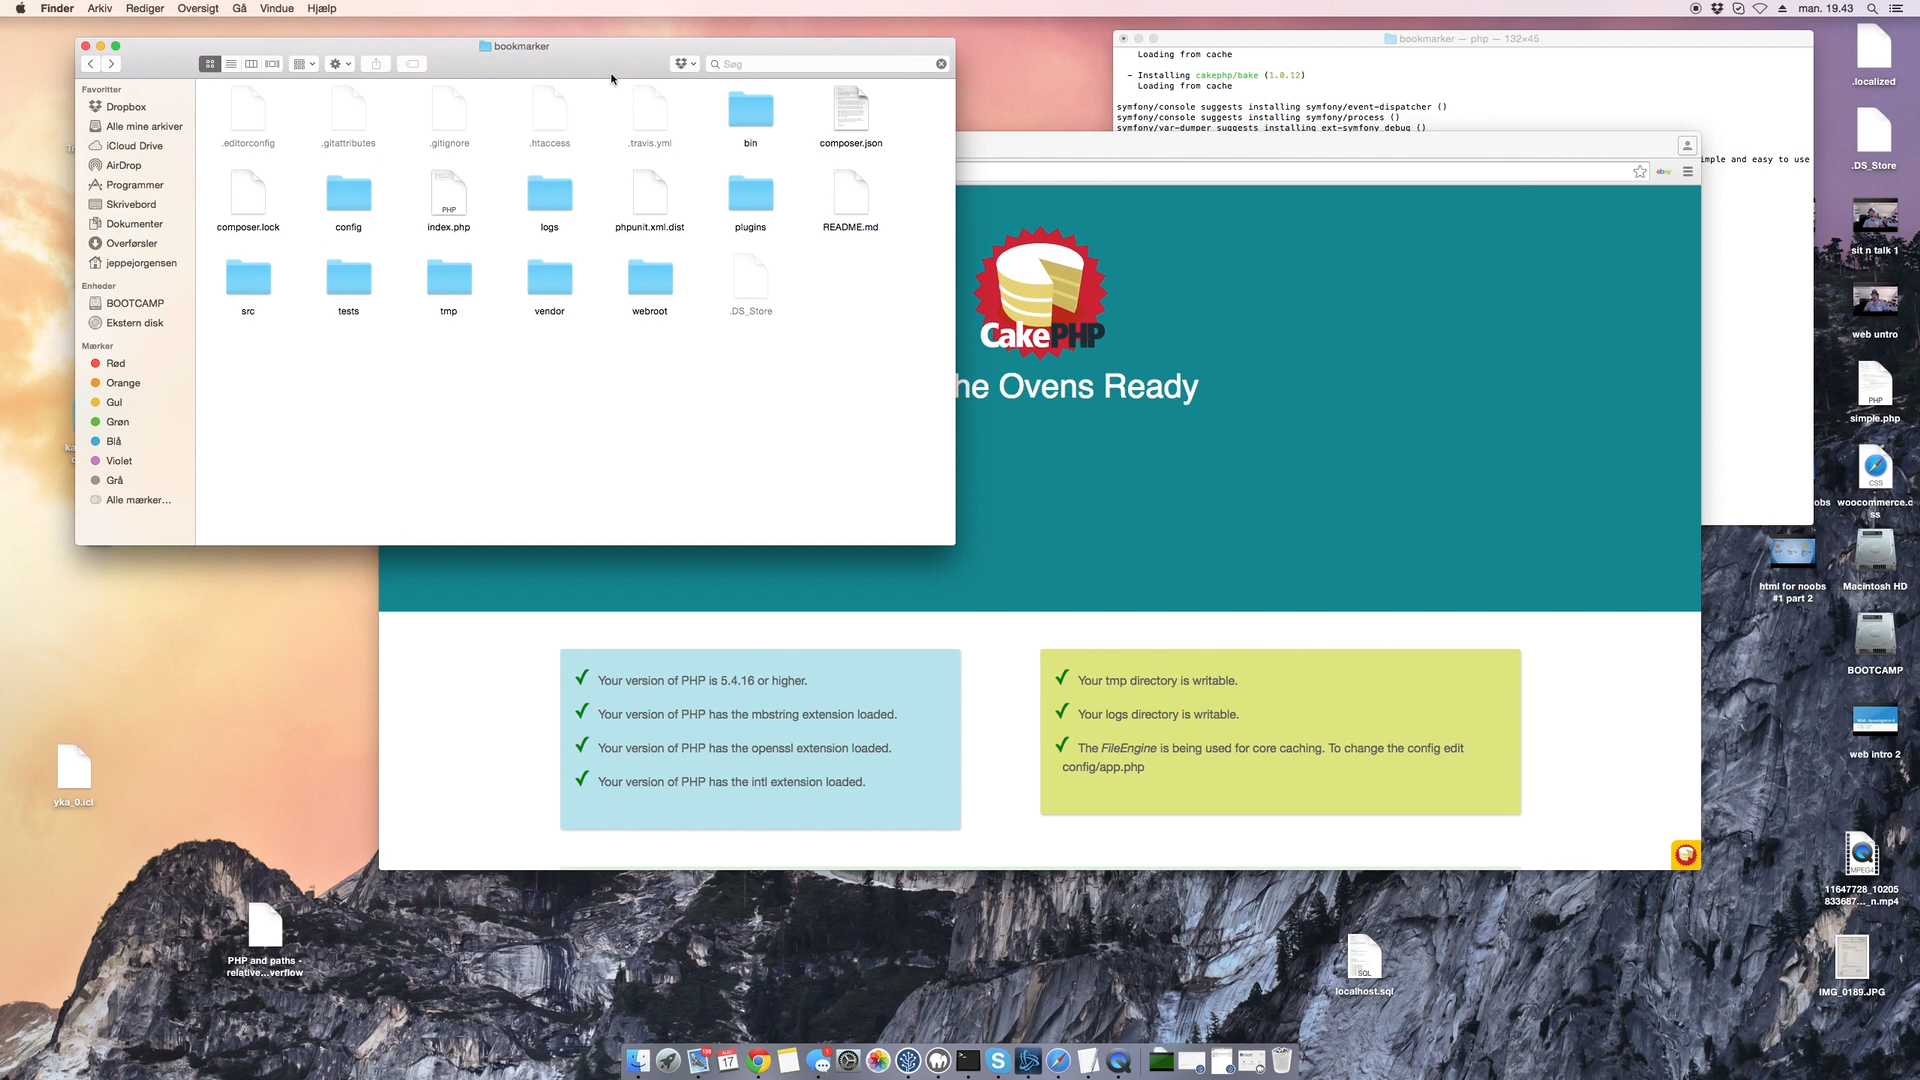 Finder Arkiv Rediger Oversigt Gå Vindue Hjælp
man. 19.43
bookmarker
Søg
Favoritter
Dropbox
Alle mine arkiver
iCloud Drive
AirDrop
Programmer
Skrivebord
Dokumenter
Overførsler
jeppejorgensen
Enheder
BOOTCAMP
Ekstern disk
Mærker
Rød
Orange
Gul
Grøn
Blå
Violet
Grå
Alle mærker...
.editorconfig .gitattributes .gitignore .htaccess .travis.yml bin composer.json
PHP
composer.lock config index.php logs phpunit.xml.dist plugins README.md
src tests tmp vendor webroot .DS_Store
bookmarker — php — 132×45
Loading from cache
- Installing cakephp/bake (1.0.12)
Loading from cache
symfony/console suggests installing symfony/event-dispatcher ()
symfony/console suggests installing symfony/process ()
symfony/var-dumper suggests installing ext-symfony_debug ()
imple and easy to use
ebay
CakePHP
he Ovens Ready
Your version of PHP is 5.4.16 or higher.
Your version of PHP has the mbstring extension loaded.
Your version of PHP has the openssl extension loaded.
Your version of PHP has the intl extension loaded.
Your tmp directory is writable.
Your logs directory is writable.
The FileEngine is being used for core caching. To change the config edit
config/app.php
.localized
.DS_Store
sit n talk 1
web untro
PHP
simple.php
CSS
obs
woocommerce.c
ss
html for noobs
#1 part 2
Macintosh HD
BOOTCAMP
web intro 2
MPEG4
11647728_10205
833687..._n.mp4
IMG_0189.JPG
SQL
localhost.sql
yka_0.icl
PHP and paths -
relative...verflow
ka
17
1